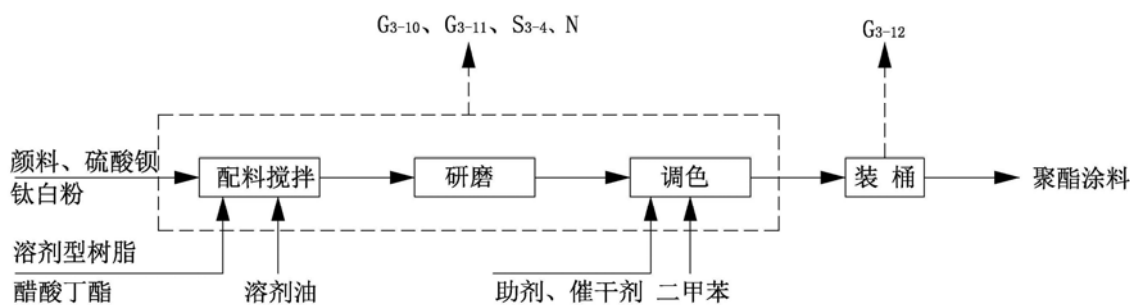 G3-10、G3-11、S3-4、N
G3-12
颜料、硫酸钡
钛白粉
配料搅拌
研磨
调色
装 桶
聚酯涂料
溶剂型树脂
醋酸丁酯
溶剂油
助剂、催干剂
二甲苯